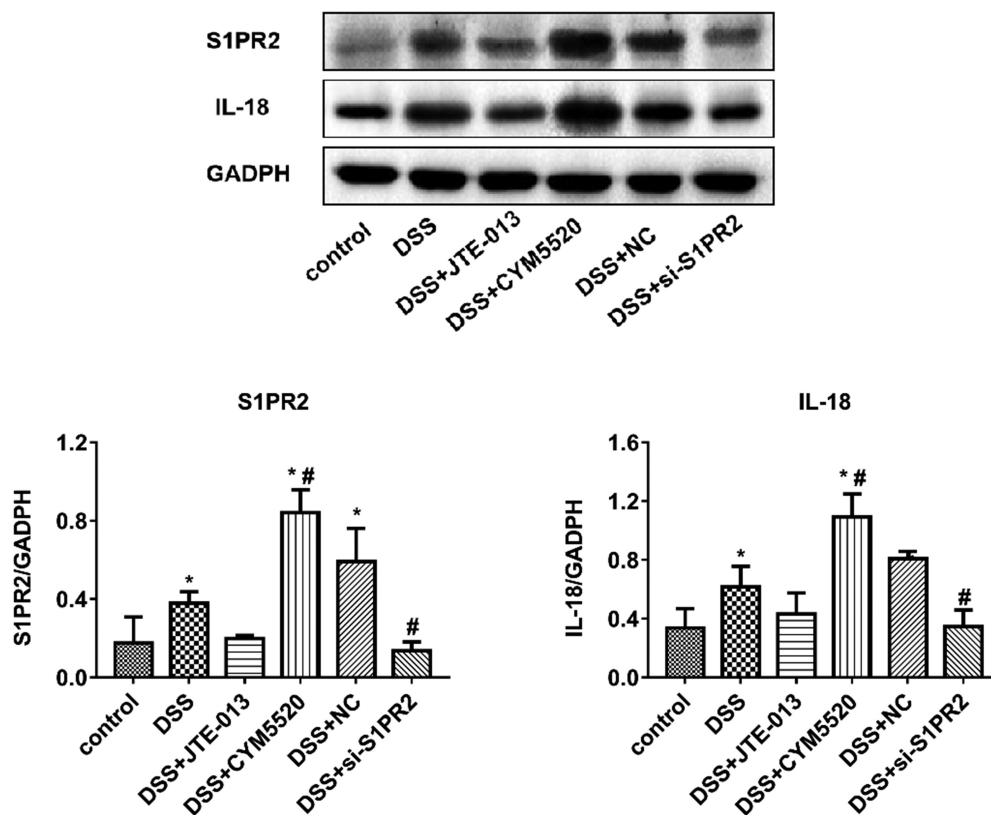 S1PR2
IL-18
GADPH
control
DSS
DSS+JTE-013
DSS+CYM5520
DSS+NC
DSS+si-S1PR2
S1PR2
S1PR2/GADPH
1.2
0.8
0.4
0.0
*
* #
*
#
control
DSS
DSS+JTE-013
DSS+CYM5520
DSS+NC
DSS+si-S1PR2
IL-18
IL-18/GADPH
1.6
1.2
0.8
0.4
0.0
*
* #
#
control
DSS
DSS+JTE-013
DSS+CYM5520
DSS+NC
DSS+si-S1PR2